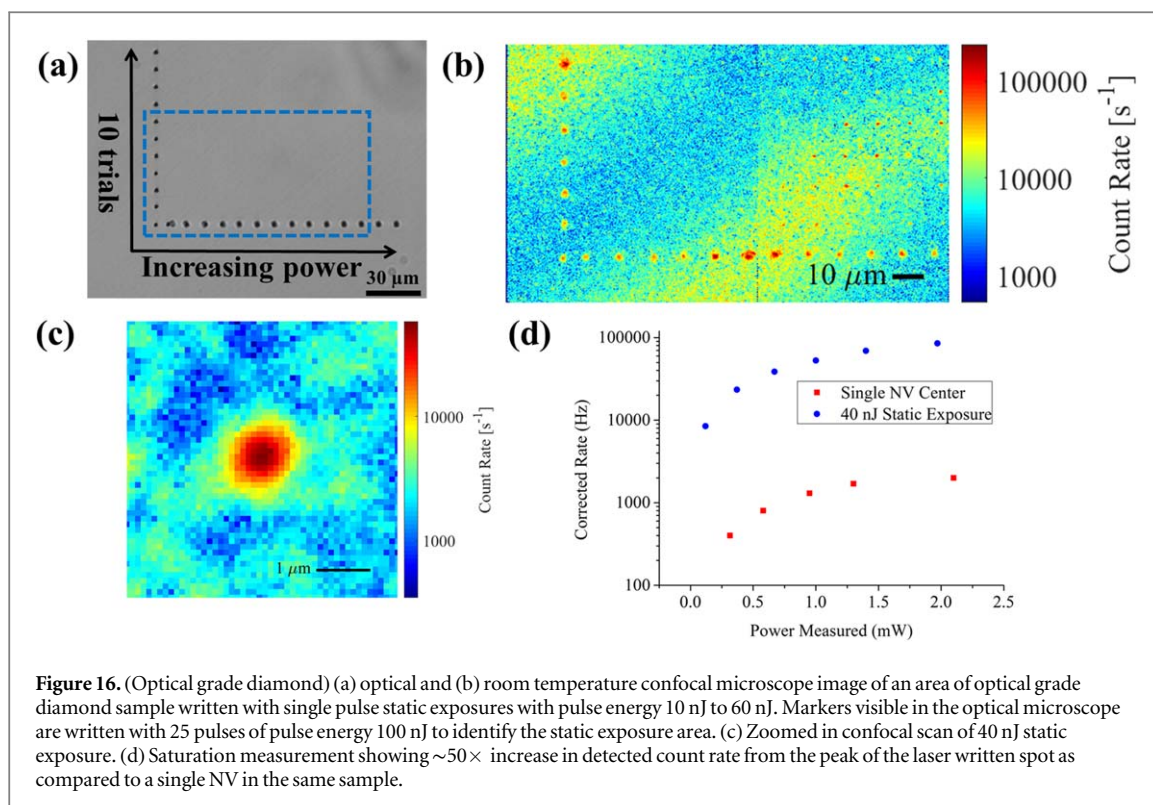 (a)
10 trials
Increasing power
30 μm
(b)
10 μm
100000
10000
1000
Count Rate [s⁻¹]
(c)
1 μm
10000
1000
Count Rate [s⁻¹]
(d)
100000
10000
1000
100
Corrected Rate (Hz)
Single NV Center
40 nJ Static Exposure
0.0 0.5 1.0 1.5 2.0 2.5
Power Measured (mW)
Figure 16. (Optical grade diamond) (a) optical and (b) room temperature confocal microscope image of an area of optical grade
diamond sample written with single pulse static exposures with pulse energy 10 nJ to 60 nJ. Markers visible in the optical microscope
are written with 25 pulses of pulse energy 100 nJ to identify the static exposure area. (c) Zoomed in confocal scan of 40 nJ static
exposure. (d) Saturation measurement showing ∼50× increase in detected count rate from the peak of the laser written spot as
compared to a single NV in the same sample.